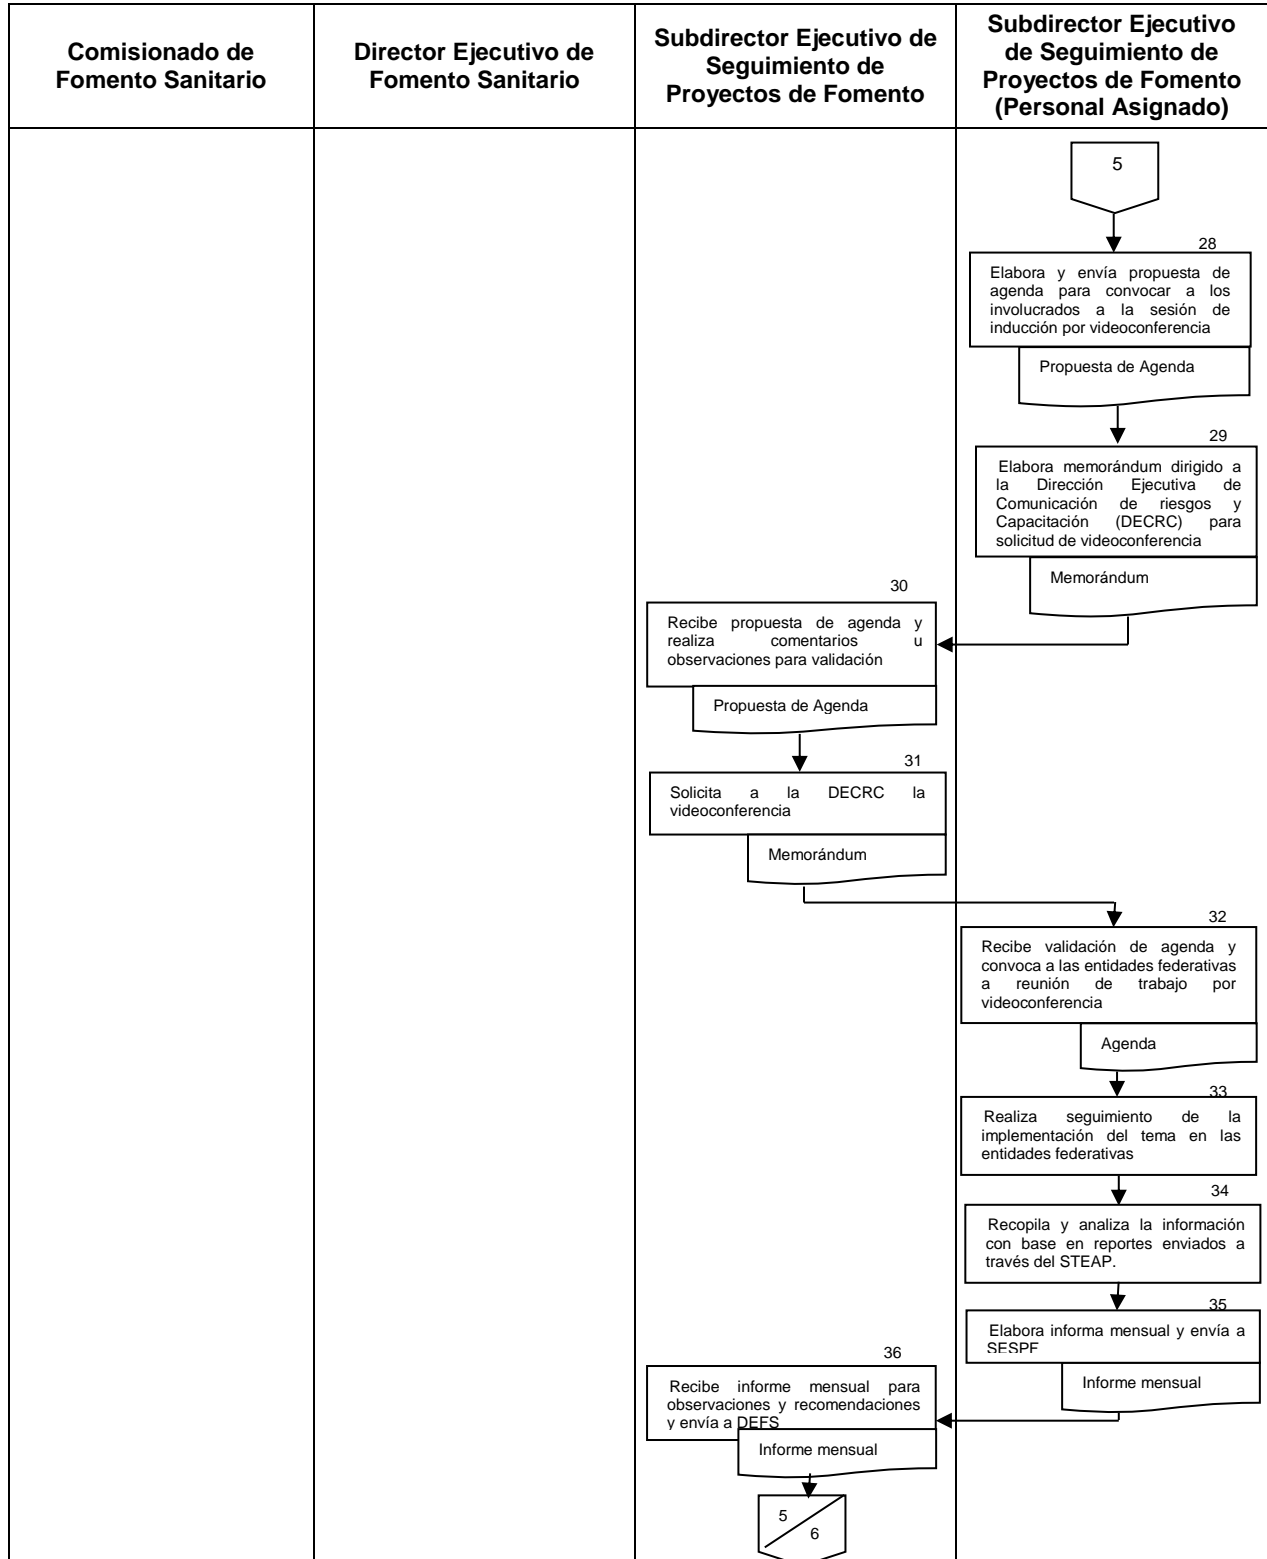 Comisionado de
Fomento Sanitario
Director Ejecutivo de
Fomento Sanitario
Subdirector Ejecutivo de
Seguimiento de
Proyectos de Fomento
Subdirector Ejecutivo
de Seguimiento de
Proyectos de Fomento
(Personal Asignado)
5
28
Elabora y envía propuesta de
agenda para convocar a los
involucrados a la sesión de
inducción por videoconferencia
Propuesta de Agenda
29
Elabora memorándum dirigido a
la Dirección Ejecutiva de
Comunicación de riesgos y
Capacitación (DECRC) para
solicitud de videoconferencia
Memorándum
30
Recibe propuesta de agenda y
realiza comentarios u
observaciones para validación
Propuesta de Agenda
31
Solicita a la DECRC la
videoconferencia
Memorándum
32
Recibe validación de agenda y
convoca a las entidades federativas
a reunión de trabajo por
videoconferencia
Agenda
33
Realiza seguimiento de la
implementación del tema en las
entidades federativas
34
Recopila y analiza la información
con base en reportes enviados a
través del STEAP.
35
Elabora informa mensual y envía a
SESPF
Informe mensual
36
Recibe informe mensual para
observaciones y recomendaciones
y envía a DEFS
Informe mensual
5
6